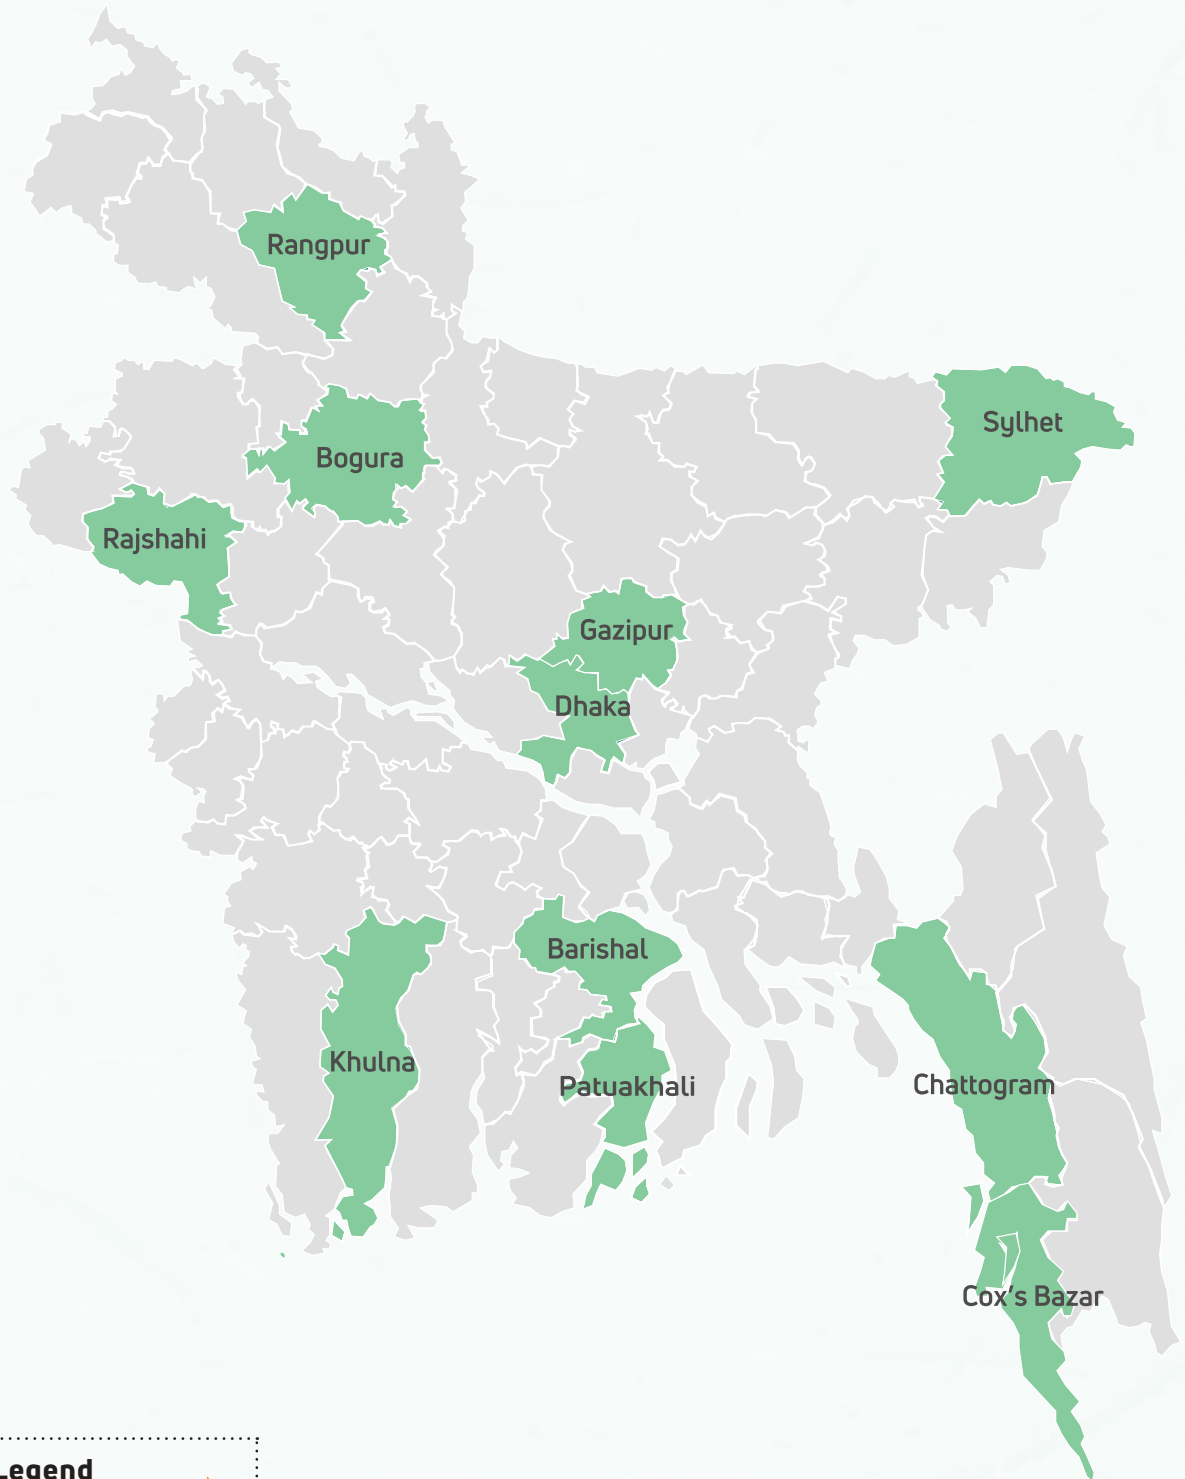 Rangpur
Sylhet
Bogura
Rajshahi
Gazipur
Dhaka
Barishal
Khulna
Patuakhali
Chattogram
Cox's Bazar
Legend